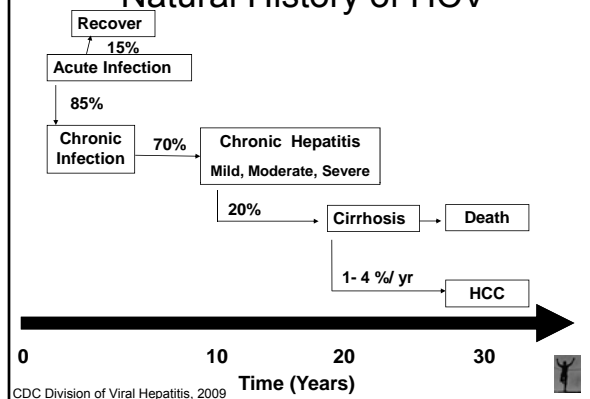 Natural History of HCV
Recover
15%
Acute Infection
85%
Chronic
Infection
70%
Chronic Hepatitis
Mild, Moderate, Severe
20%
Cirrhosis
Death
1- 4 %/ yr
HCC
0 10 20 30
Time (Years)
CDC Division of Viral Hepatitis, 2009